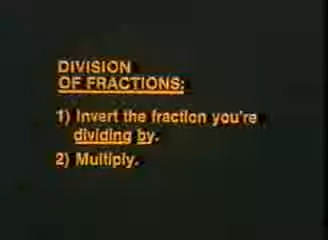 DIVISION
OF FRACTIONS:
1) Invert the fraction you're
dividing by.
2) Multiply.